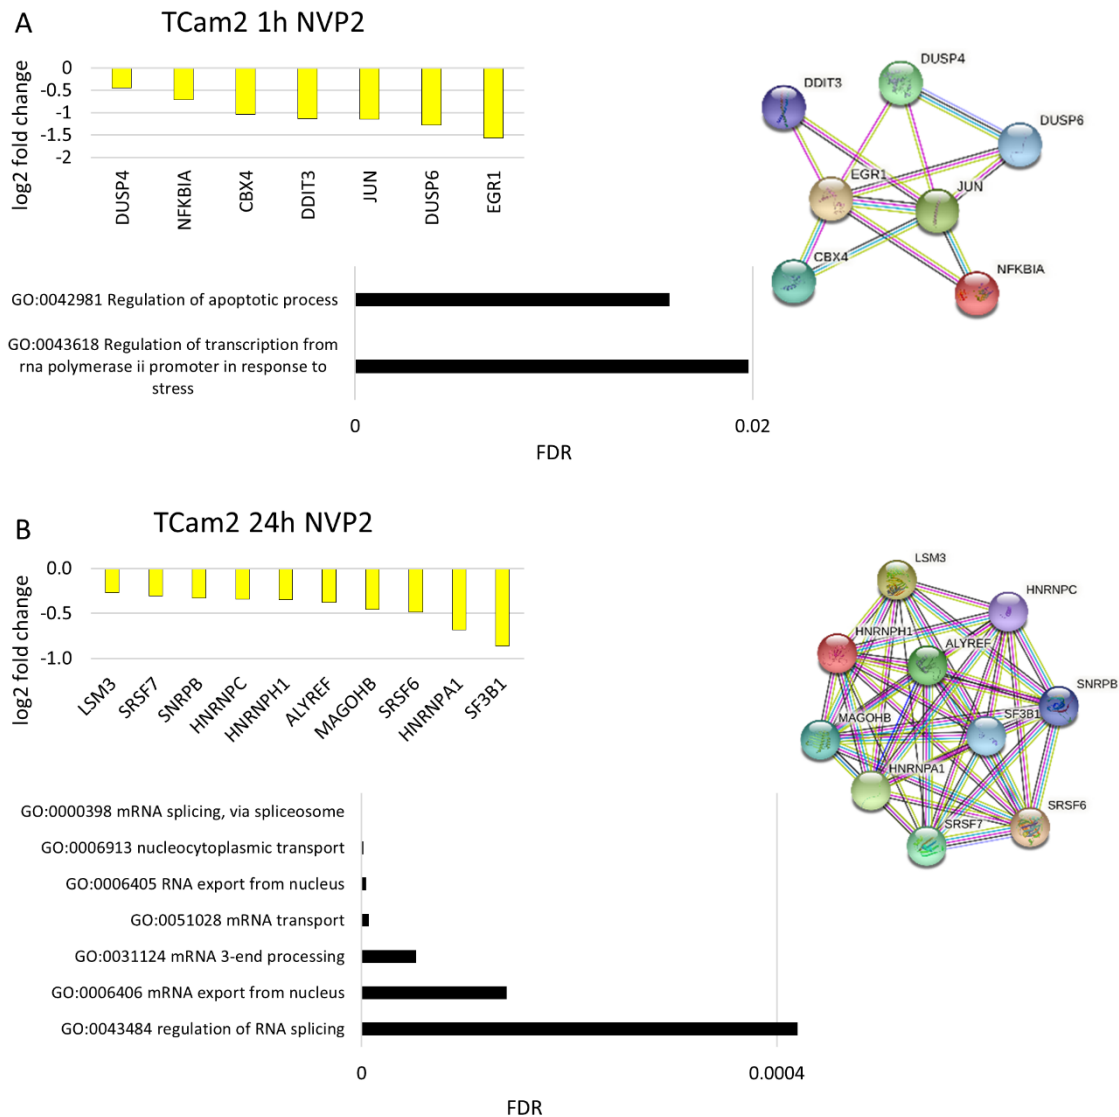 A
TCam2 1h NVP2
log2 fold change
0
-0.5
-1
-1.5
-2
DUSP4
NFKBIA
CBX4
DDIT3
JUN
DUSP6
EGR1
DUSP4
DDIT3
DUSP6
EGR1
JUN
CBX4
NFKBIA
GO:0042981 Regulation of apoptotic process
GO:0043618 Regulation of transcription from
rna polymerase ii promoter in response to
stress
0
0.02
FDR
B
TCam2 24h NVP2
log2 fold change
0.0
-0.5
-1.0
LSM3
SRSF7
SNRPB
HNRNPC
HNRNPH1
ALYREF
MAGOHB
SRSF6
HNRNPA1
SF3B1
LSM3
HNRNPC
HNRNPH1
ALYREF
SNRPB
MAGOHB
SF3B1
HNRNPA1
SRSF6
SRSF7
GO:0000398 mRNA splicing, via spliceosome
GO:0006913 nucleocytoplasmic transport
GO:0006405 RNA export from nucleus
GO:0051028 mRNA transport
GO:0031124 mRNA 3-end processing
GO:0006406 mRNA export from nucleus
GO:0043484 regulation of RNA splicing
0
0.0004
FDR